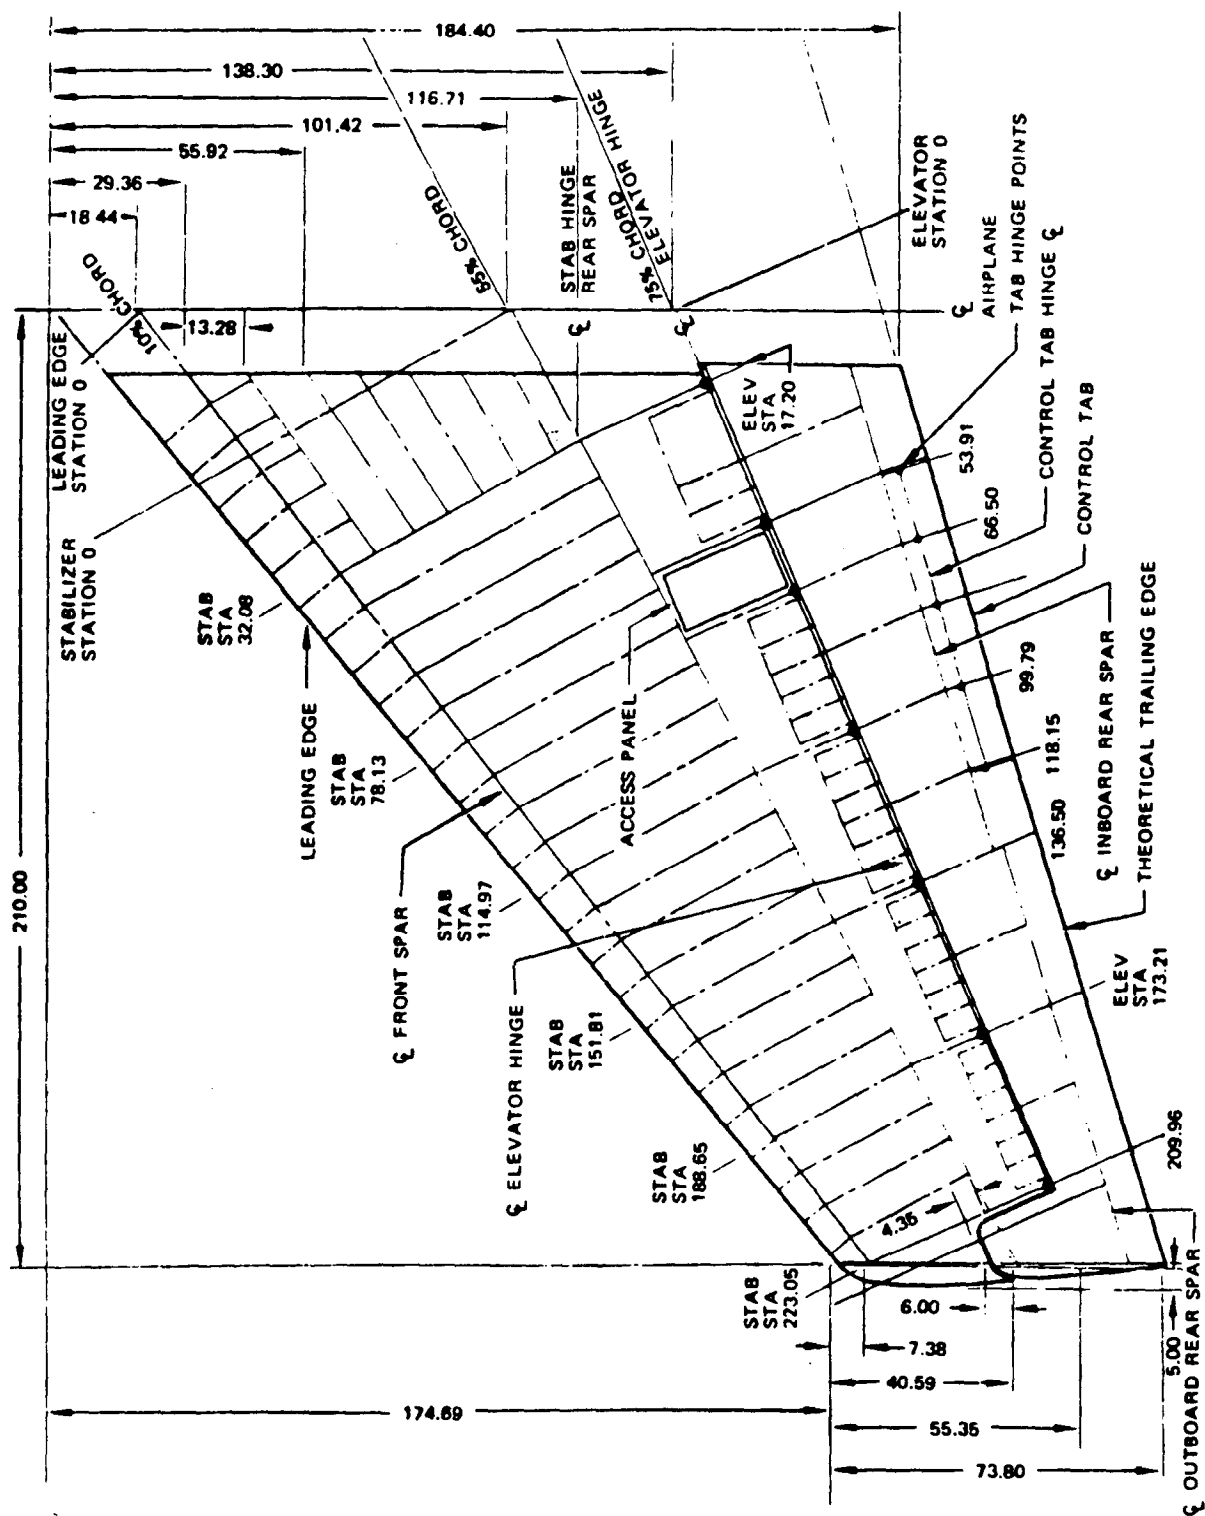 184.40
138.30
116.71
101.42
55.92
29.36
18 44
10% CHORD
55% CHORD
STAB HINGE
REAR SPAR
75% CHORD
ELEVATOR HINGE
ELEVATOR
STATION 0
℄
℄
℄
AIRPLANE
TAB HINGE POINTS
℄
CONTROL TAB HINGE
CONTROL TAB
13.28
LEADING EDGE
STATION 0
STABILIZER
STATION 0
ELEV
STA
17.20
53.91
66.50
99.79
118.15
136.50
℄ INBOARD REAR SPAR
THEORETICAL TRAILING EDGE
ELEV
STA
173.21
209.96
STAB
STA
32.08
LEADING EDGE
STAB
STA
78.13
ACCESS PANEL
℄ FRONT SPAR
STAB
STA
114.97
℄ ELEVATOR HINGE
STAB
STA
151.81
STAB
STA
188.65
STAB
STA
223.05
210.00
4.35
6.00
7.38
40.59
55.35
73.80
174.69
5.00
℄ OUTBOARD REAR SPAR